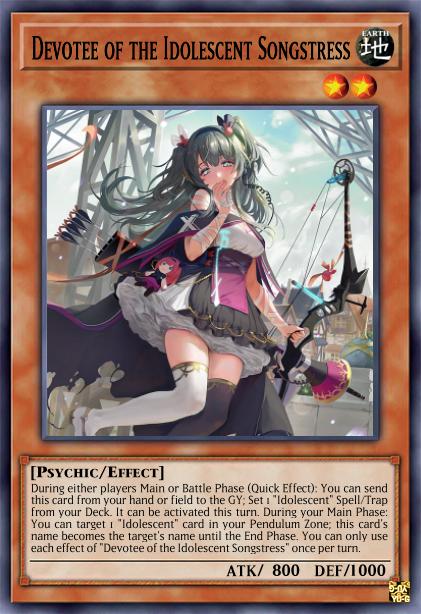 Devotee of the Idolescent Songstress
EARTH
地
[Psychic/Effect]
During either players Main or Battle Phase (Quick Effect): You can send
this card from your hand or field to the GY; Set 1 "Idolescent" Spell/Trap
from your Deck. It can be activated this turn. During your Main Phase:
You can target 1 "Idolescent" card in your Pendulum Zone; this card's
name becomes the target's name until the End Phase. You can only use
each effect of "Devotee of the Idolescent Songstress" once per turn.
ATK/ 800 DEF/1000